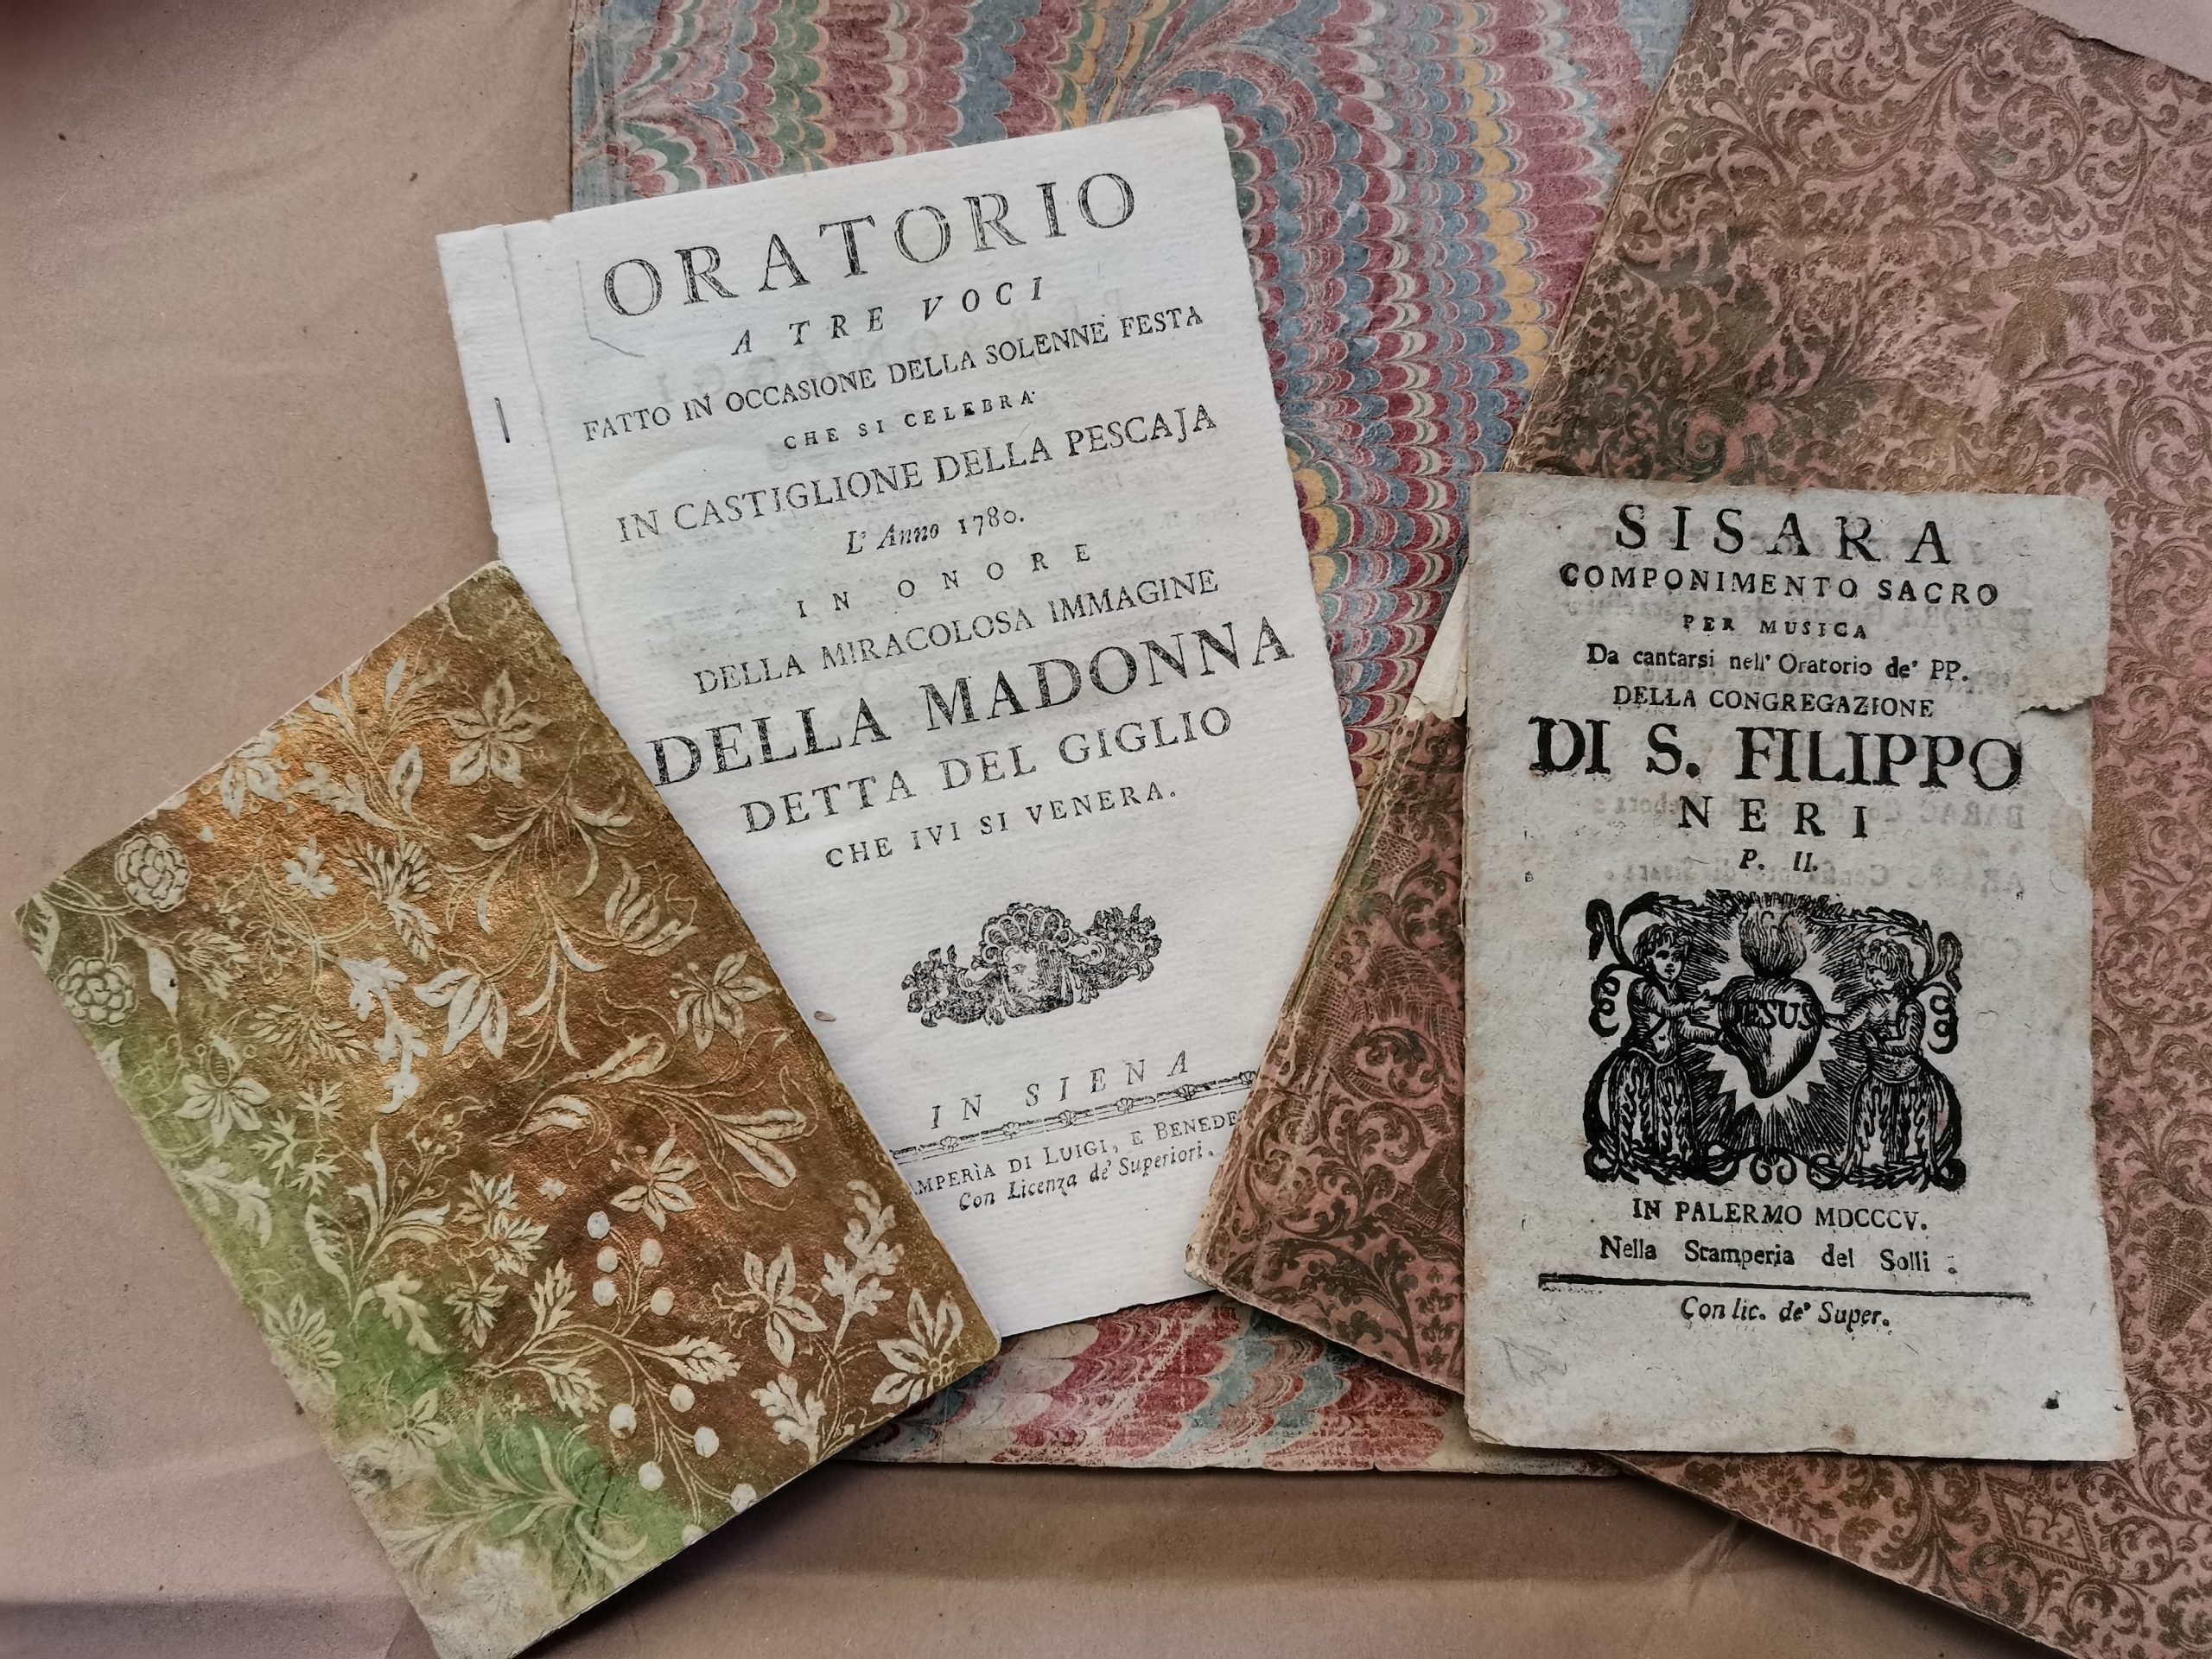 ORATORIO
A TRE VOCI
FATTO IN OCCASIONE DELLA SOLENNE FESTA
CHE SI CELEBRA
IN CASTIGLIONE DELLA PESCAJA
L' Anno 1780.
IN ONORE
DELLA MIRACOLOSA IMMAGINE
DELLA MADONNA
DETTA DEL GIGLIO
CHE IVI SI VENERA.
IN SIENA
DI LUIGI, E
Con Licenza de' Superiori.
SISARA
COMPONIMENTO SACRO
PER MUSICA
Da cantarsi nell' Oratorio de' PP.
DELLA CONGREGAZIONE
DI S. FILIPPO
NERI
P. II.
JESUS
IN PALERMO MDCCCV.
Nella Stamperia del Solli.
Con lic. de' Super.